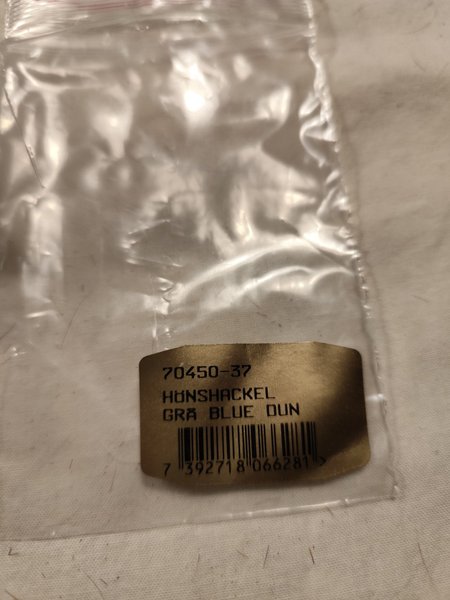 70450-37
HÖNSHACKEL
GRÅ BLUE DUN
7 392718 066281 >